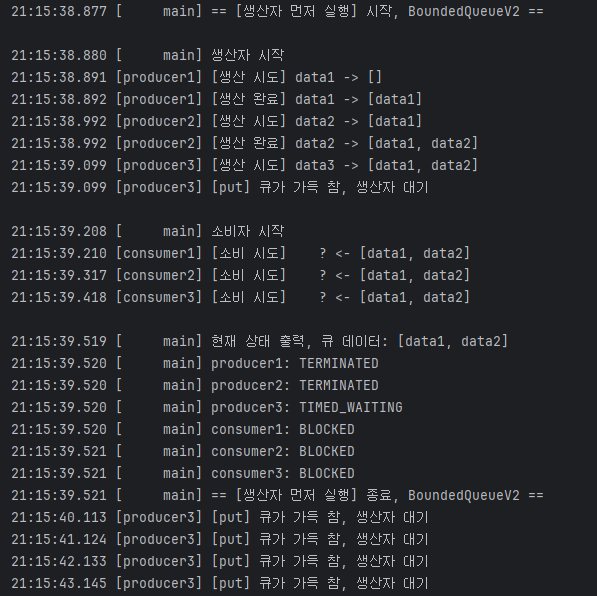 21:15:38.877 [     main] == [생산자 먼저 실행] 시작, BoundedQueueV2 ==
21:15:38.880 [     main] 생산자 시작
21:15:38.891 [producer1] [생산 시도] data1 -> []
21:15:38.892 [producer1] [생산 완료] data1 -> [data1]
21:15:38.992 [producer2] [생산 시도] data2 -> [data1]
21:15:38.992 [producer2] [생산 완료] data2 -> [data1, data2]
21:15:39.099 [producer3] [생산 시도] data3 -> [data1, data2]
21:15:39.099 [producer3] [put] 큐가 가득 참, 생산자 대기
21:15:39.208 [     main] 소비자 시작
21:15:39.210 [consumer1] [소비 시도]    ? <- [data1, data2]
21:15:39.317 [consumer2] [소비 시도]    ? <- [data1, data2]
21:15:39.418 [consumer3] [소비 시도]    ? <- [data1, data2]
21:15:39.519 [     main] 현재 상태 출력, 큐 데이터: [data1, data2]
21:15:39.520 [     main] producer1: TERMINATED
21:15:39.520 [     main] producer2: TERMINATED
21:15:39.520 [     main] producer3: TIMED_WAITING
21:15:39.520 [     main] consumer1: BLOCKED
21:15:39.521 [     main] consumer2: BLOCKED
21:15:39.521 [     main] consumer3: BLOCKED
21:15:39.521 [     main] == [생산자 먼저 실행] 종료, BoundedQueueV2 ==
21:15:40.113 [producer3] [put] 큐가 가득 참, 생산자 대기
21:15:41.124 [producer3] [put] 큐가 가득 참, 생산자 대기
21:15:42.133 [producer3] [put] 큐가 가득 참, 생산자 대기
21:15:43.145 [producer3] [put] 큐가 가득 참, 생산자 대기